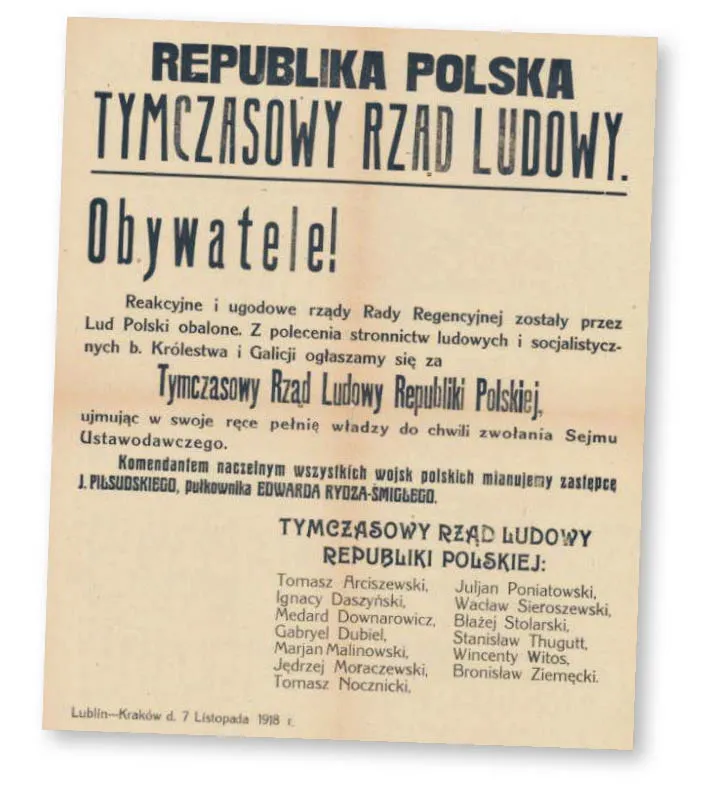 REPUBLIKA POLSKA
TYMCZASOWY RZĄD LUDOWY.
Obywatele!
Reakcyjne i ugodowe rządy Rady Regencyjnej zostały przez
Lud Polski obalone. Z polecenia stronnictw ludowych i socjalistycz-
nych b. Królestwa i Galicji ogłaszamy się za
Tymczasowy Rząd Ludowy Republiki Polskiej,
ujmując w swoje ręce pełnię władzy do chwili zwołania Sejmu
Ustawodawczego.
Komendantem naczelnym wszystkich wojsk polskich mianujemy zastępcę
J. PIŁSUDSKIEGO, pułkownika EDWARDA RYDZA-ŚMIGŁEGO.
TYMCZASOWY RZĄD LUDOWY
REPUBLIKI POLSKIEJ:
Tomasz Arciszewski,
Ignacy Daszyński,
Medard Downarowicz,
Gabryel Dubiel,
Marjan Malinowski,
Jędrzej Moraczewski,
Tomasz Nocznicki,
Juljan Poniatowski,
Wacław Sieroszewski,
Błażej Stolarski,
Stanisław Thugutt,
Wincenty Witos,
Bronisław Ziemęcki.
Lublin—Kraków d. 7 Listopada 1918 r.